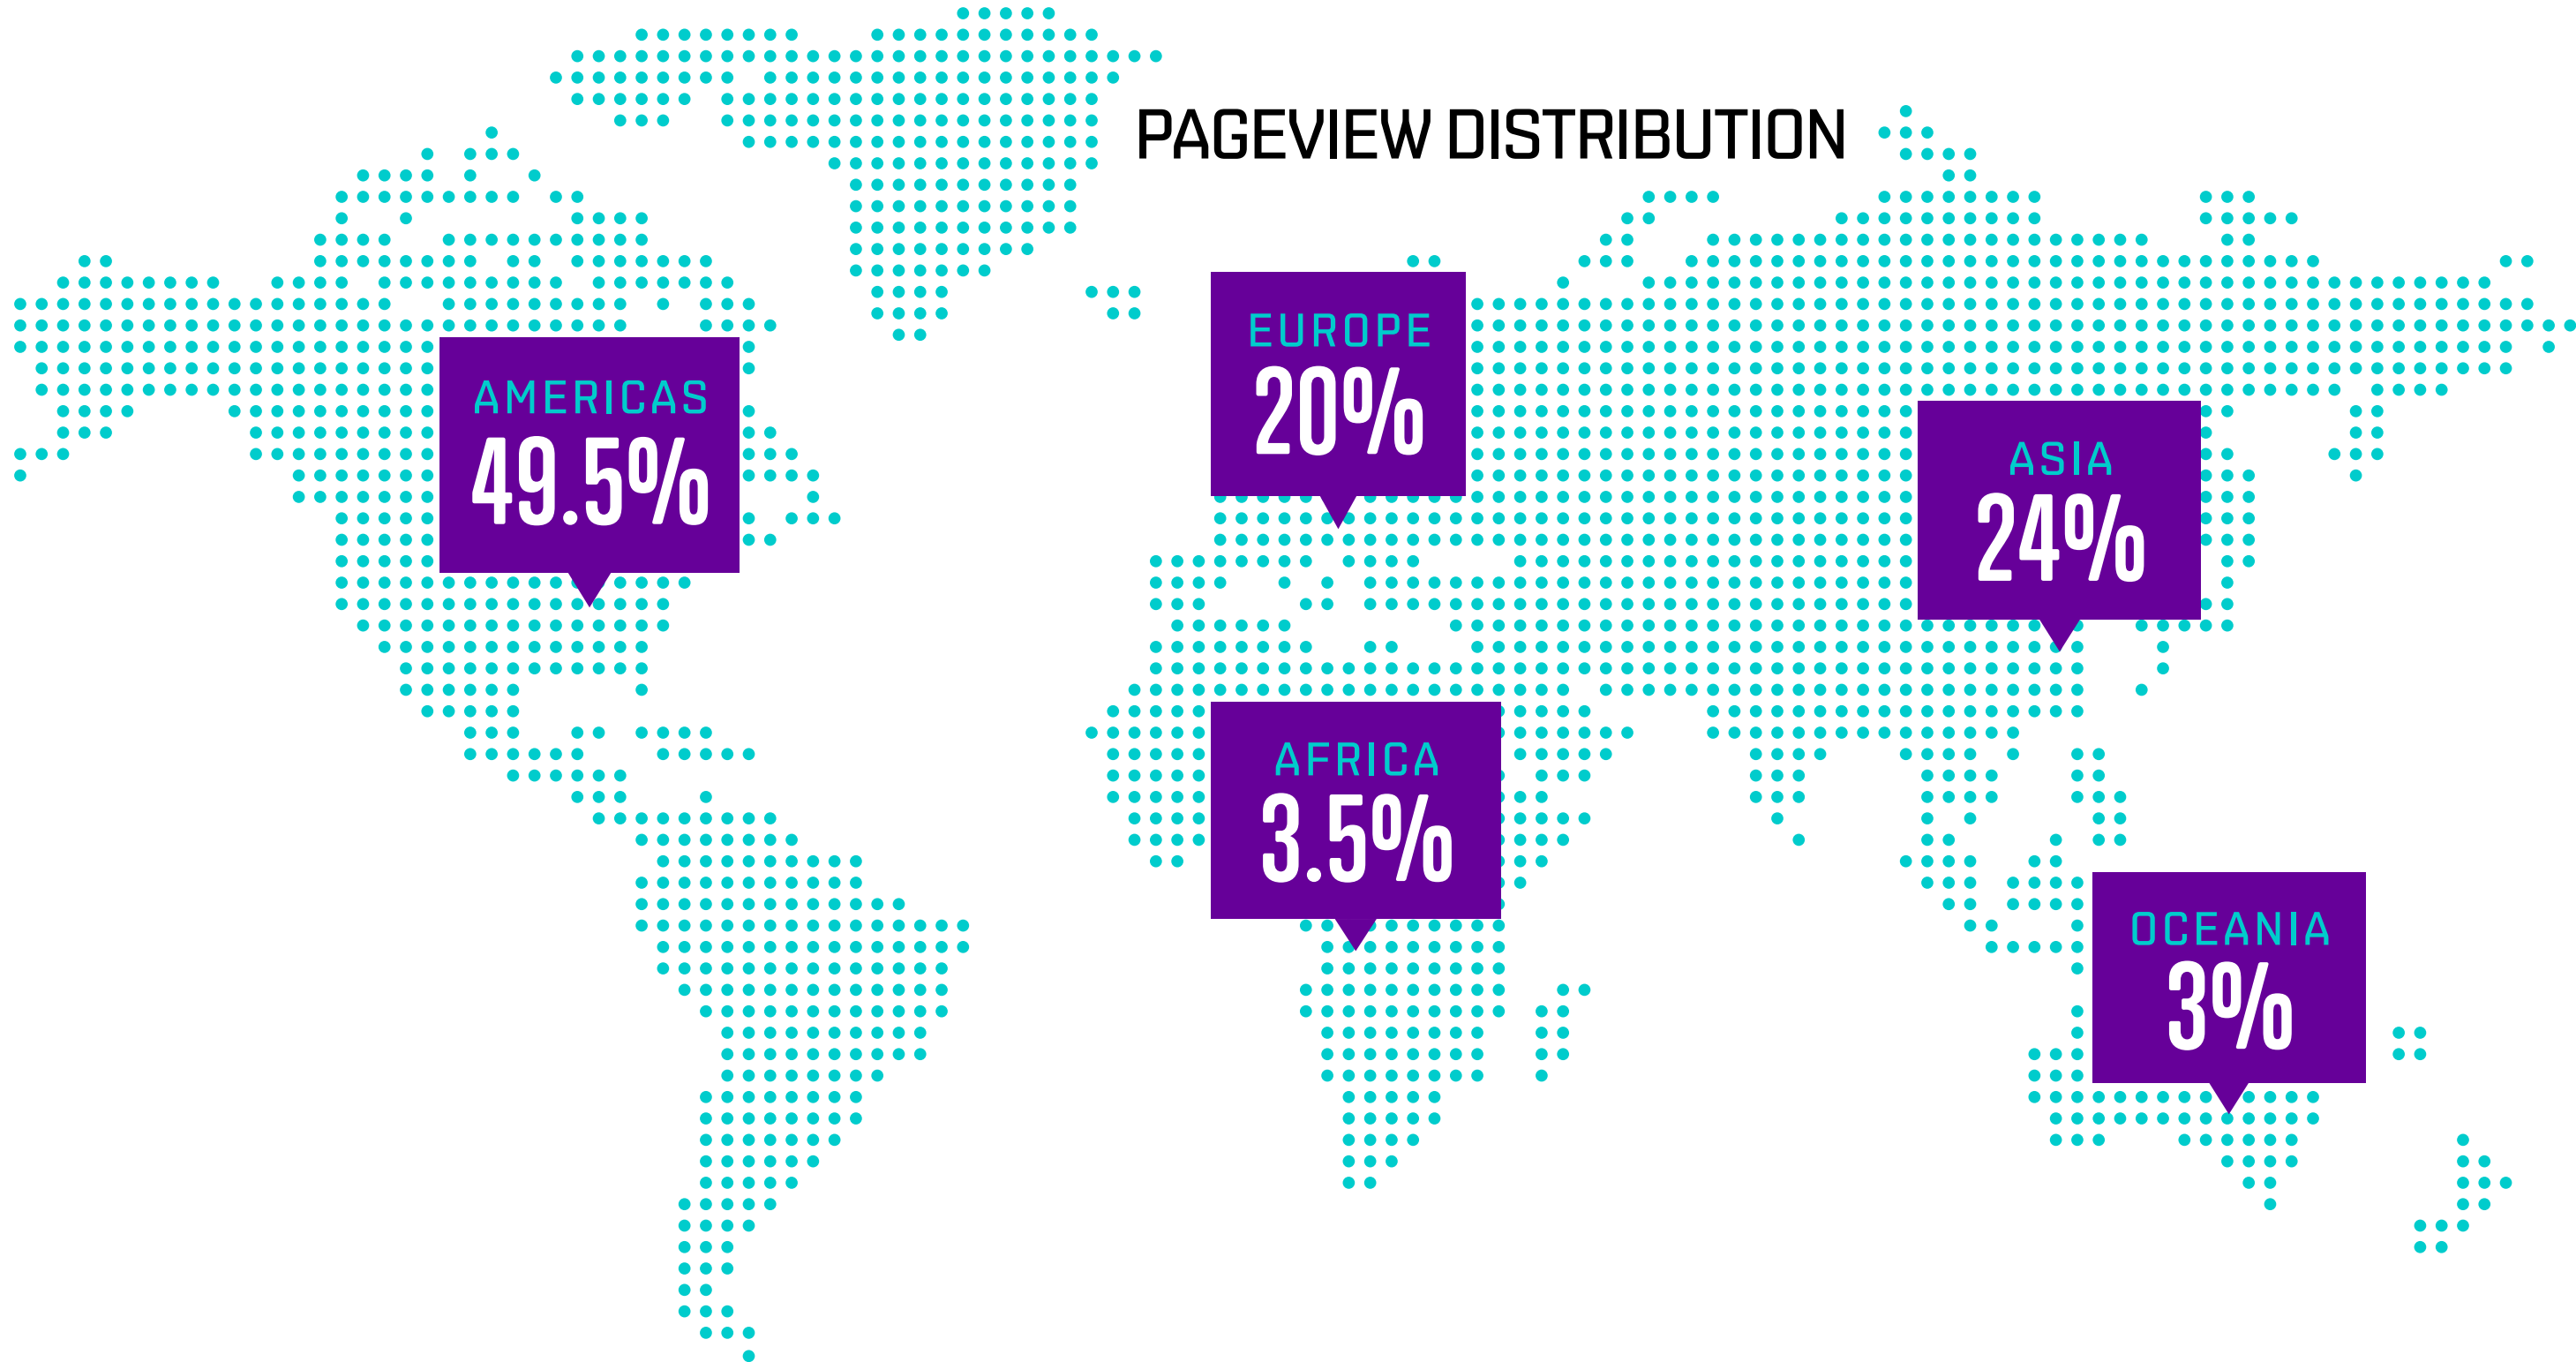 PAGEVIEW DISTRIBUTION
AMERICAS
49.5%
EUROPE
20%
ASIA
24%
AFRICA
3.5%
OCEANIA
3%